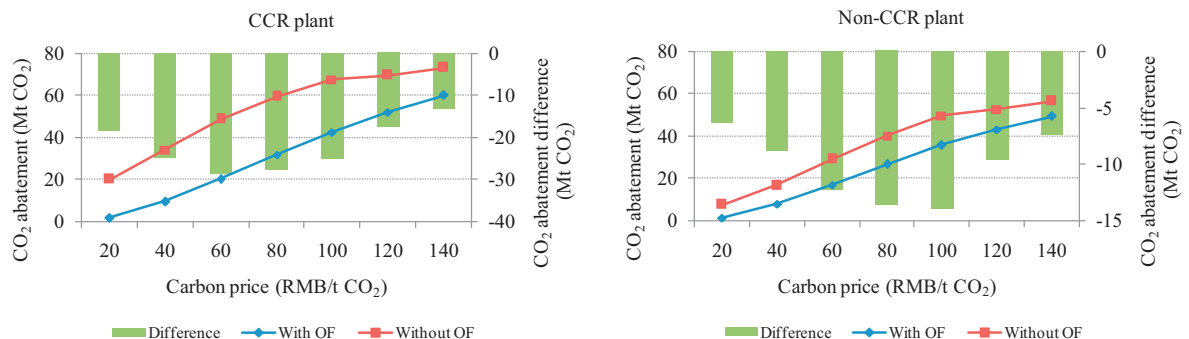 CCR plant
CO₂ abatement (Mt CO₂)
80
60
40
20
0
0
-10
-20
-30
-40
CO₂ abatement difference
(Mt CO₂)
20 40 60 80 100 120 140
Carbon price (RMB/t CO₂)
Difference With OF Without OF
Non-CCR plant
CO₂ abatement (Mt CO₂)
80
60
40
20
0
0
-5
-10
-15
CO₂ abatement difference
(Mt CO₂)
20 40 60 80 100 120 140
Carbon price (RMB/t CO₂)
Difference With OF Without OF